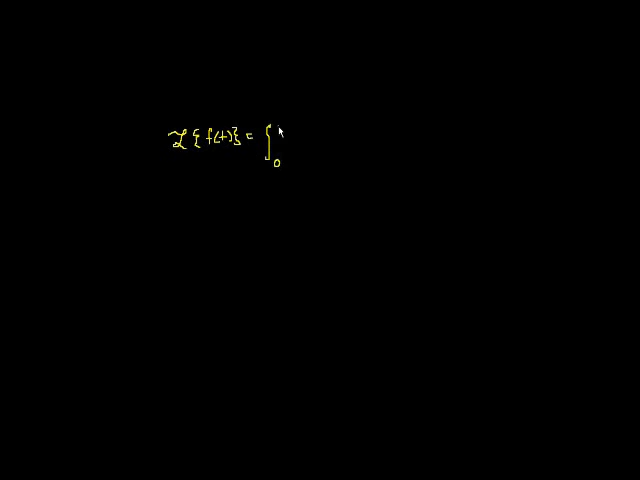 ℒ{f(t)} = ∫₀